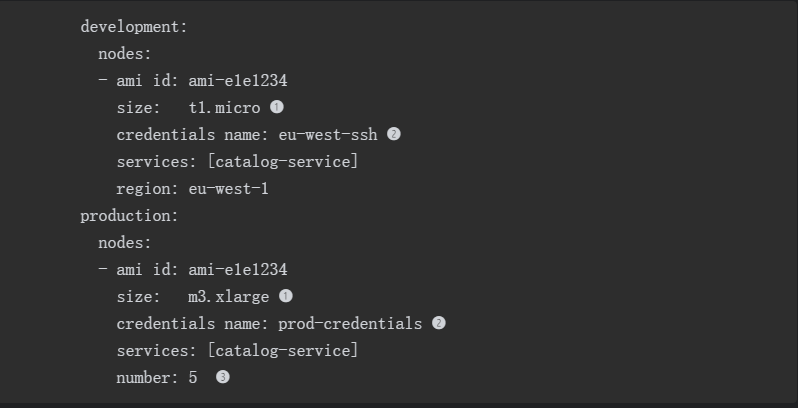 development:
  nodes:
  - ami id: ami-e1e1234
    size:   t1.micro ❶
    credentials name: eu-west-ssh ❷
    services: [catalog-service]
    region: eu-west-1
production:
  nodes:
  - ami id: ami-e1e1234
    size:   m3.xlarge ❶
    credentials name: prod-credentials ❷
    services: [catalog-service]
    number: 5  ❸